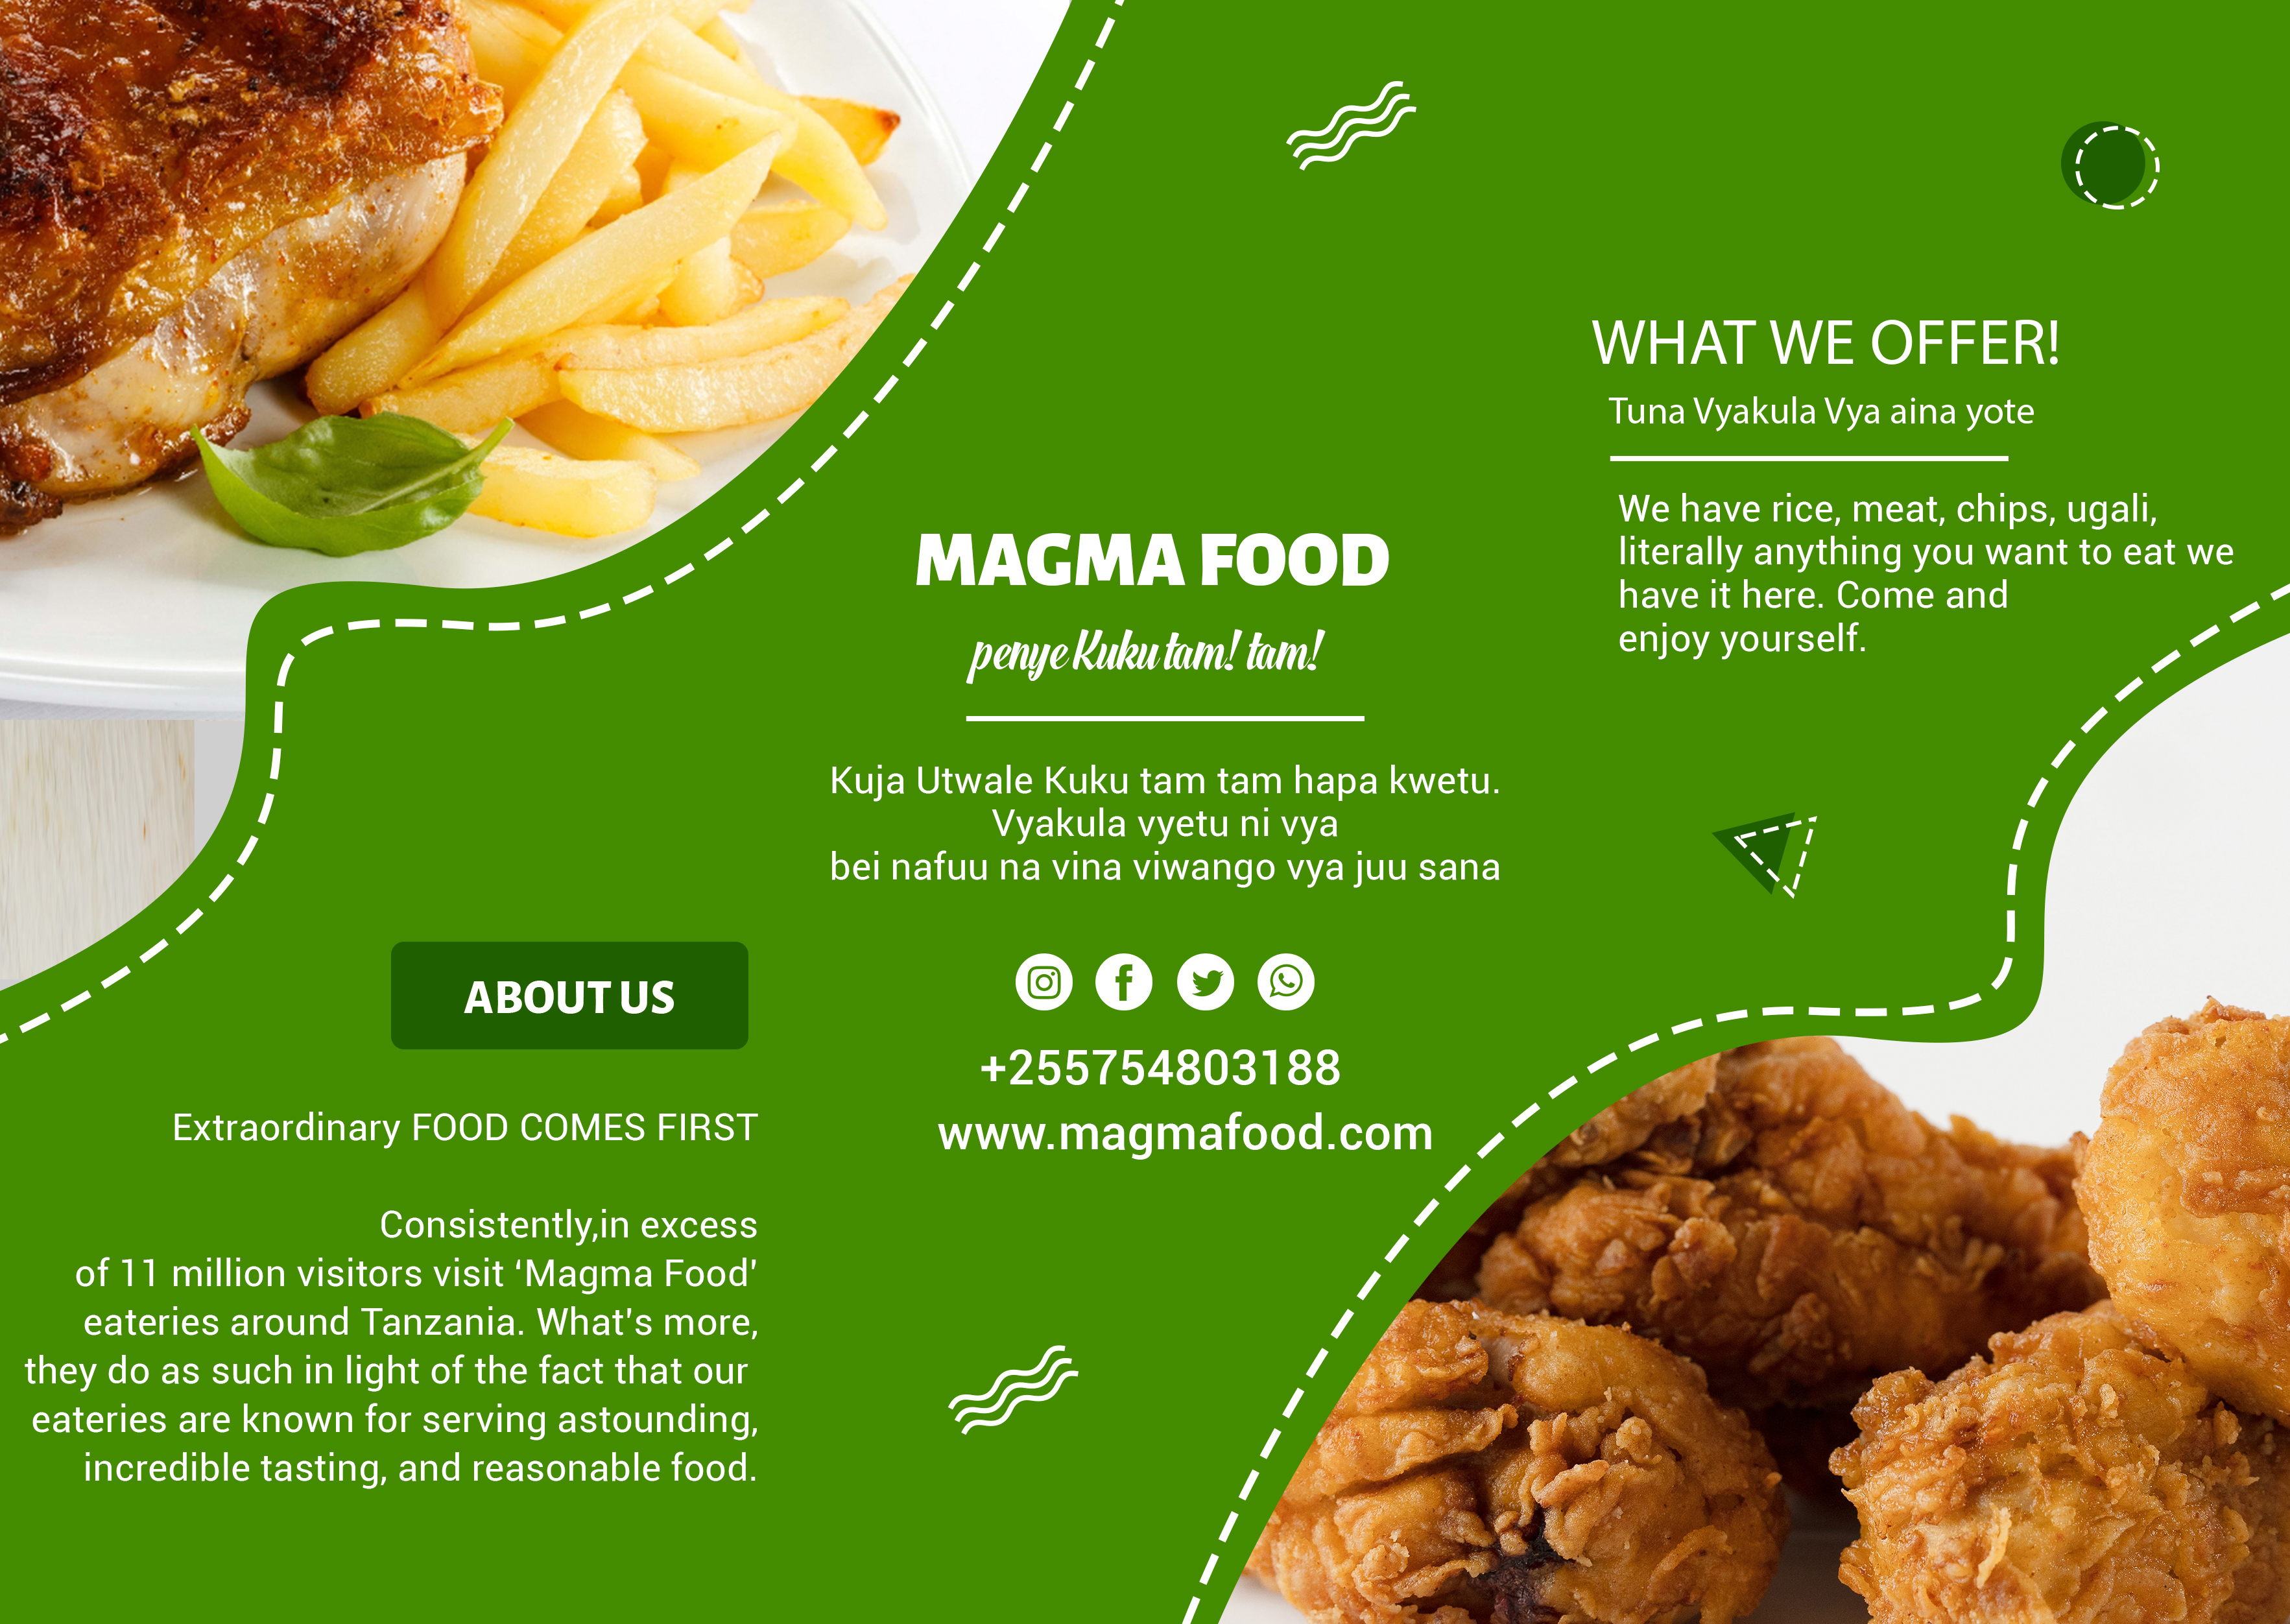 MAGMA FOOD
penye Kuku tam! tam!
Kuja Utwale Kuku tam tam hapa kwetu.
Vyakula vyetu ni vya
bei nafuu na vina viwango vya juu sana
+255754803188
www.magmafood.com
WHAT WE OFFER!
Tuna Vyakula Vya aina yote
We have rice, meat, chips, ugali,
literally anything you want to eat we
have it here. Come and
enjoy yourself.
ABOUT US
Extraordinary FOOD COMES FIRST
Consistently,in excess
of 11 million visitors visit ‘Magma Food’
eateries around Tanzania. What's more,
they do as such in light of the fact that our
eateries are known for serving astounding,
incredible tasting, and reasonable food.